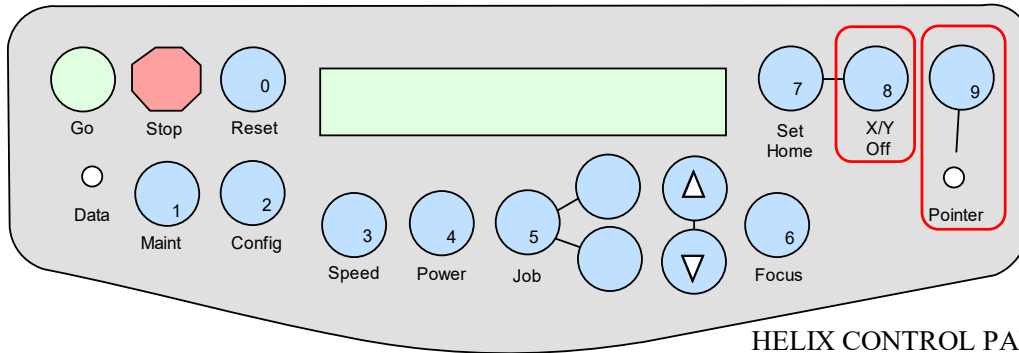 0
7
8
9
Go
Stop
Reset
Set
Home
X/Y
Off
1
2
Data
Maint
Config
Pointer
3
4
5
6
Speed
Power
Job
Focus
HELIX CONTROL PA